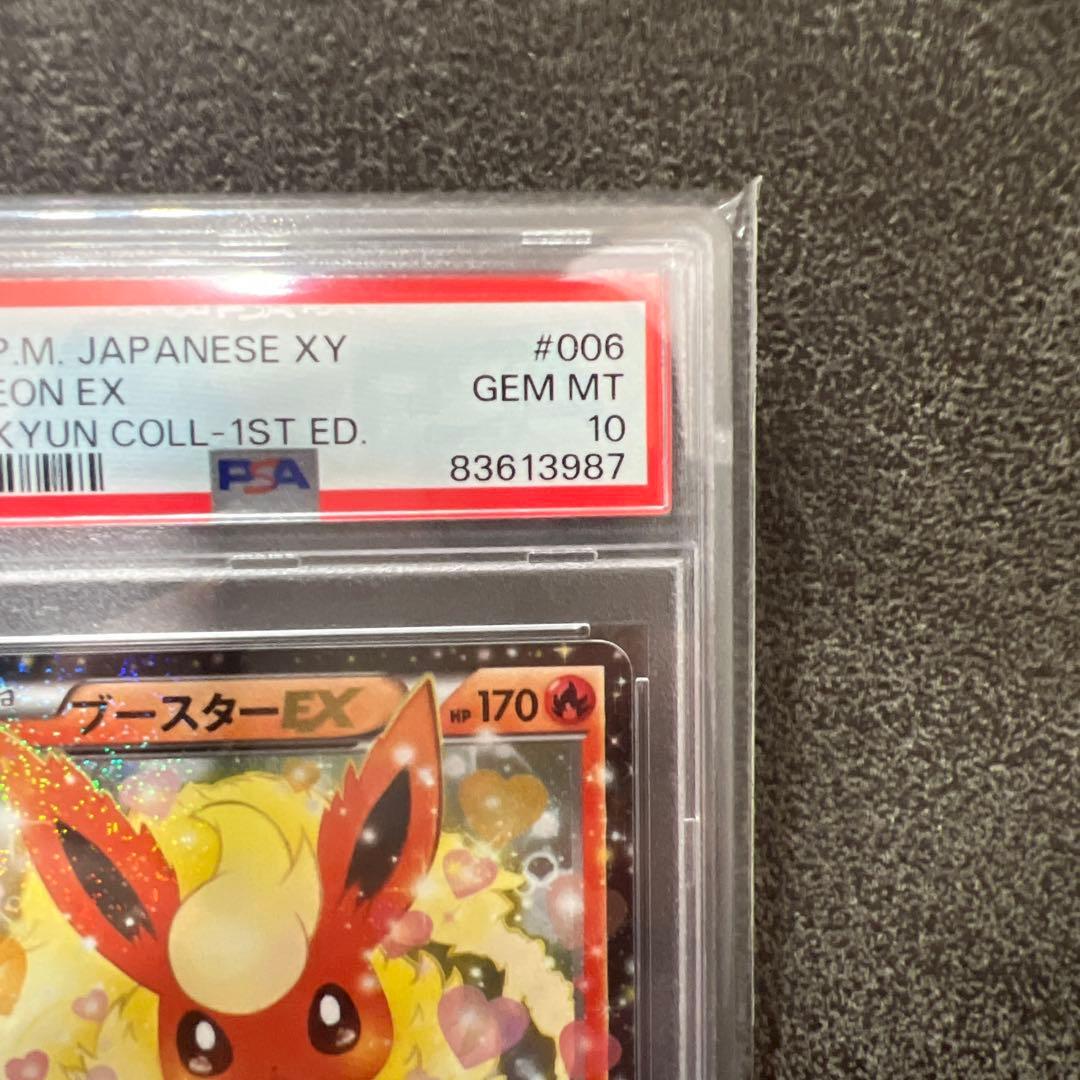 P.M. JAPANESE XY #006
EON EX GEM MT
KYUN COLL-1ST ED. 10
PSA 83613987
ブースターEX HP 170